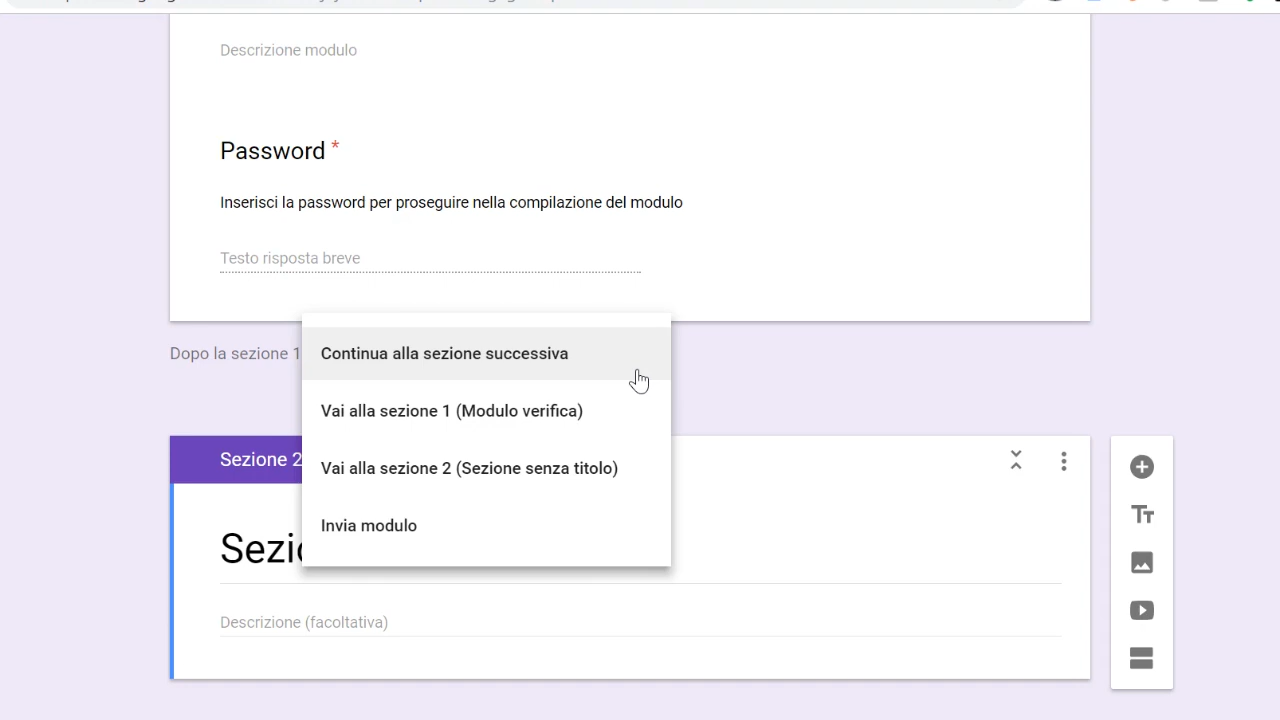 Descrizione modulo
Password *
Inserisci la password per proseguire nella compilazione del modulo
Testo risposta breve
Dopo la sezione 1
Continua alla sezione successiva
Vai alla sezione 1 (Modulo verifica)
Sezione 2
Vai alla sezione 2 (Sezione senza titolo)
Invia modulo
Descrizione (facoltativa)
Tт